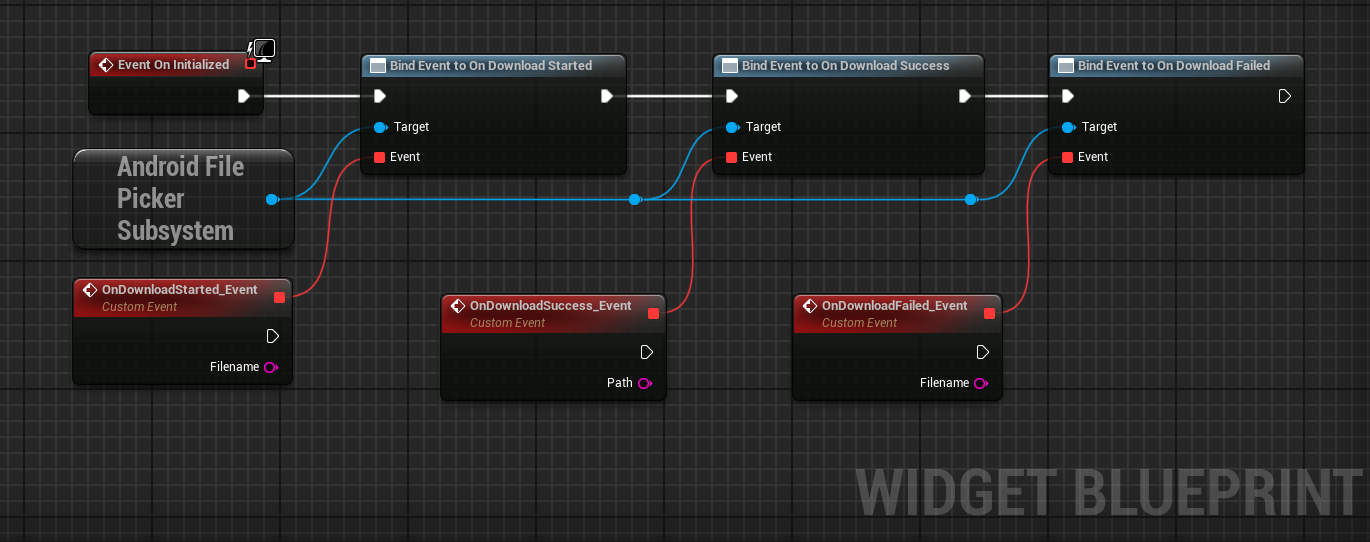 Event On Initialized
Bind Event to On Download Started
Bind Event to On Download Success
Bind Event to On Download Failed
Target
Target
Target
Event
Event
Event
Android File
Picker
Subsystem
OnDownloadStarted_Event
Custom Event
Filename
OnDownloadSuccess_Event
Custom Event
Path
OnDownloadFailed_Event
Custom Event
Filename
WIDGET BLUEPRINT